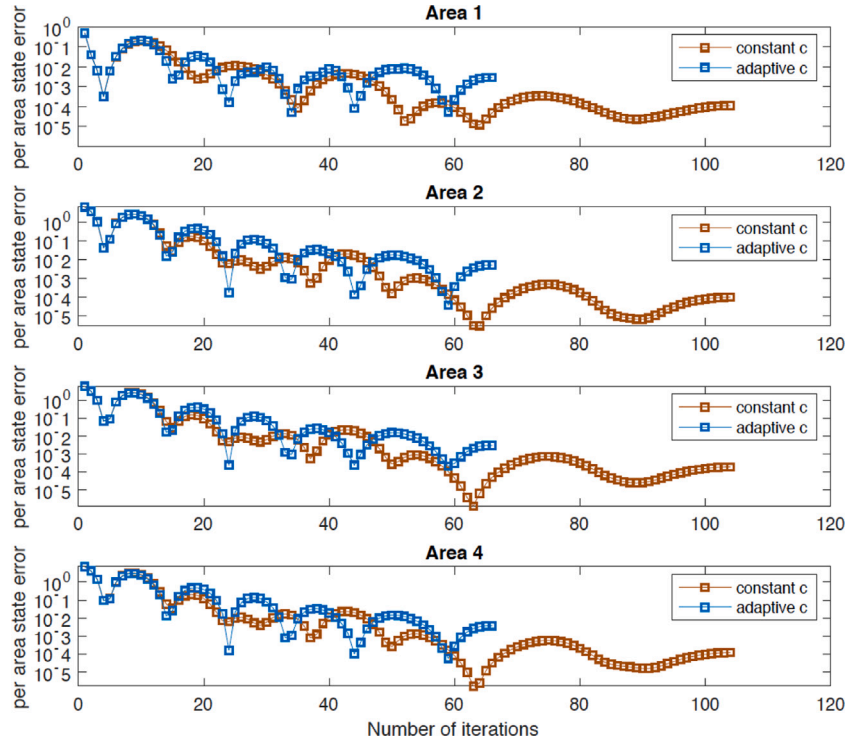 Area 1
per area state error
10^0
10^-1
10^-2
10^-3
10^-4
10^-5
constant c
adaptive c
0 20 40 60 80 100 120
Area 2
per area state error
10^0
10^-1
10^-2
10^-3
10^-4
10^-5
constant c
adaptive c
0 20 40 60 80 100 120
Area 3
per area state error
10^0
10^-1
10^-2
10^-3
10^-4
10^-5
constant c
adaptive c
0 20 40 60 80 100 120
Area 4
per area state error
10^0
10^-1
10^-2
10^-3
10^-4
10^-5
constant c
adaptive c
0 20 40 60 80 100 120
Number of iterations